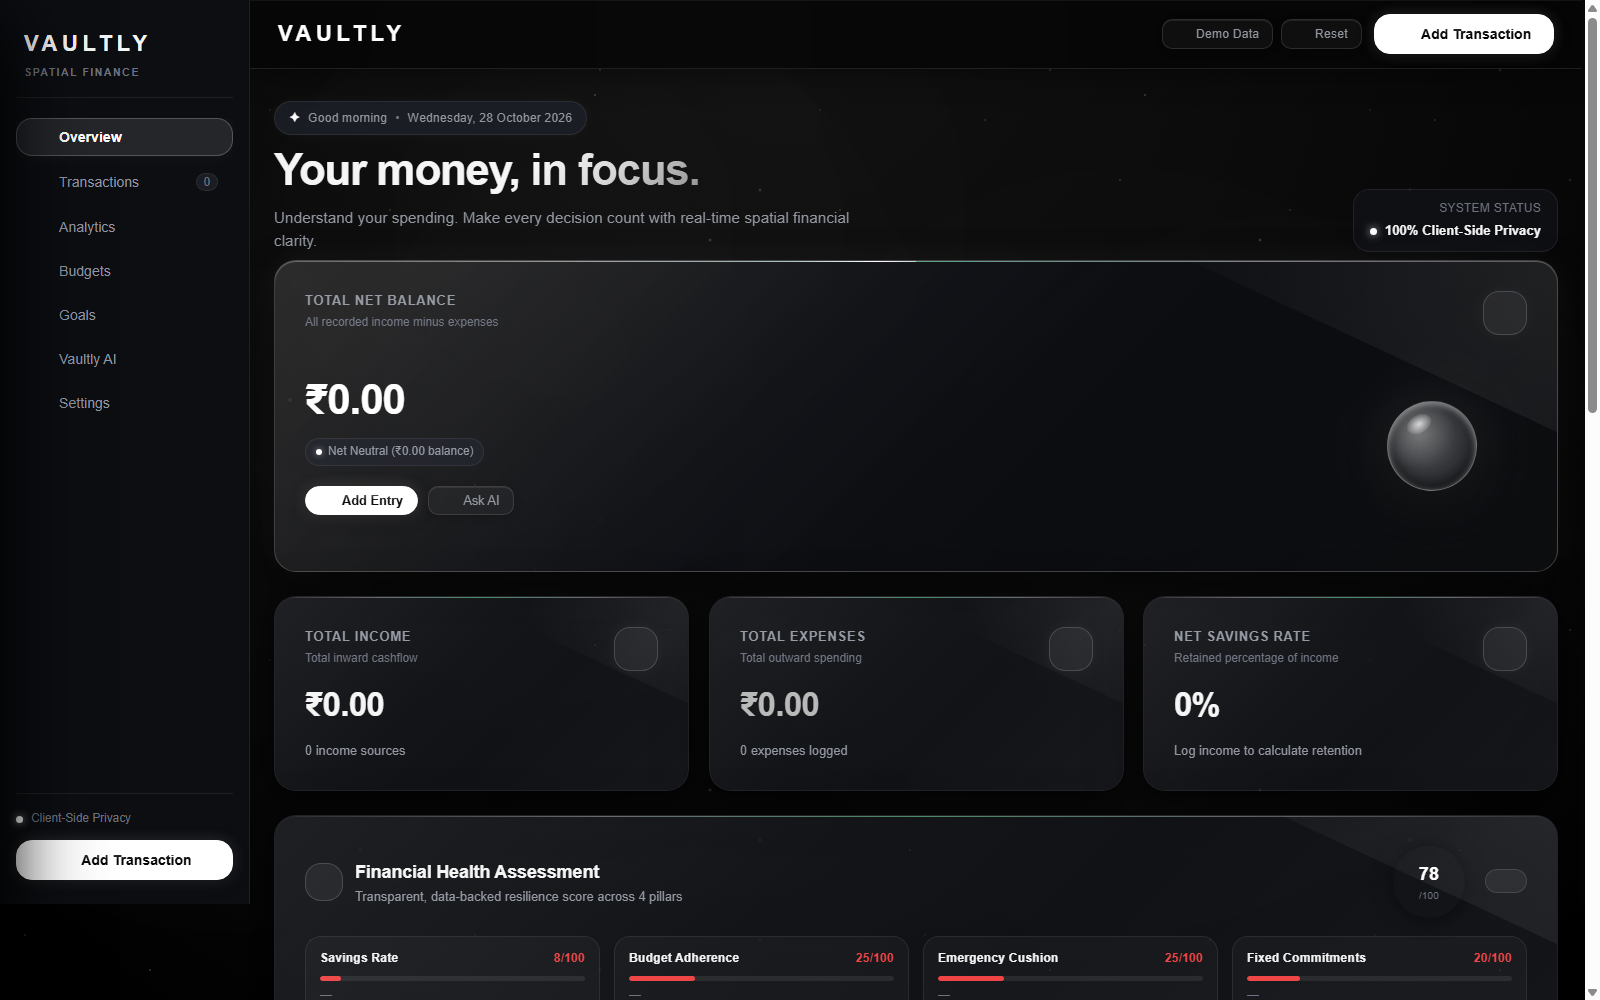 VAULTLY
SPATIAL FINANCE
Overview
Transactions 0
Analytics
Budgets
Goals
Vaultly AI
Settings
Client-Side Privacy
Add Transaction
VAULTLY
Demo Data
Reset
Add Transaction
✦ Good morning • Wednesday, 28 October 2026
Your money, in focus.
Understand your spending. Make every decision count with real-time spatial financial
clarity.
SYSTEM STATUS
100% Client-Side Privacy
TOTAL NET BALANCE
All recorded income minus expenses
₹0.00
Net Neutral (₹0.00 balance)
Add Entry
Ask AI
TOTAL INCOME
Total inward cashflow
₹0.00
0 income sources
TOTAL EXPENSES
Total outward spending
₹0.00
0 expenses logged
NET SAVINGS RATE
Retained percentage of income
0%
Log income to calculate retention
Financial Health Assessment
Transparent, data-backed resilience score across 4 pillars
78
/100
Savings Rate 8/100
—
Budget Adherence 25/100
—
Emergency Cushion 25/100
—
Fixed Commitments 20/100
—